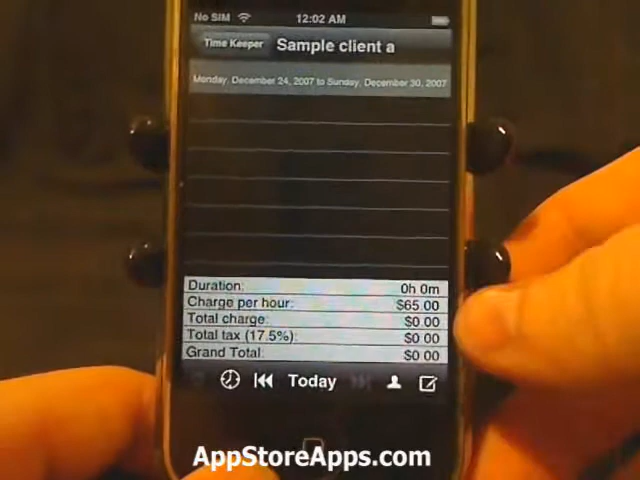 No SIM 12:02 AM
Time Keeper Sample client a
Monday, December 24, 2007 to Sunday, December 30, 2007
Duration: 0h 0m
Charge per hour: $65.00
Total charge: $0.00
Total tax (17.5%): $0.00
Grand Total: $0.00
Today
AppStoreApps.com